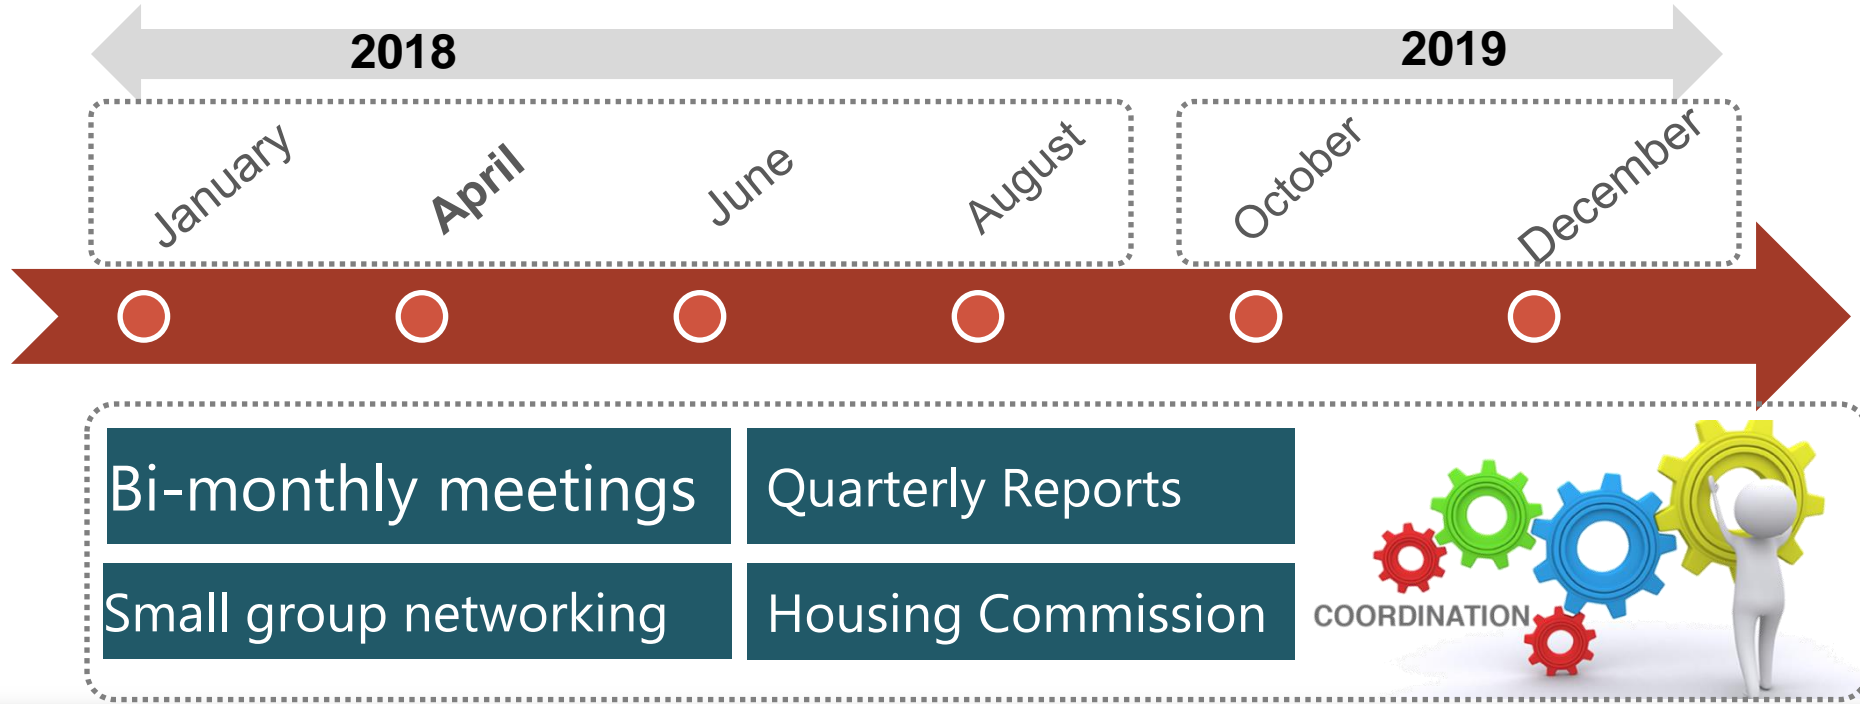 2018 2019
January April June August October December
Bi-monthly meetings Quarterly Reports
Small group networking Housing Commission
COORDINATION